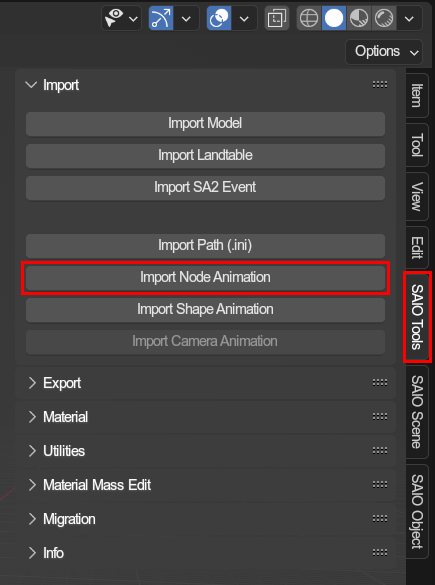 Options
Import
Import Model
Import Landtable
Import SA2 Event
Import Path (.ini)
Import Node Animation
Import Shape Animation
Import Camera Animation
Export
Material
Utilities
Material Mass Edit
Migration
Info
Item
Tool
View
Edit
SAIO Tools
SAIO Scene
SAIO Object